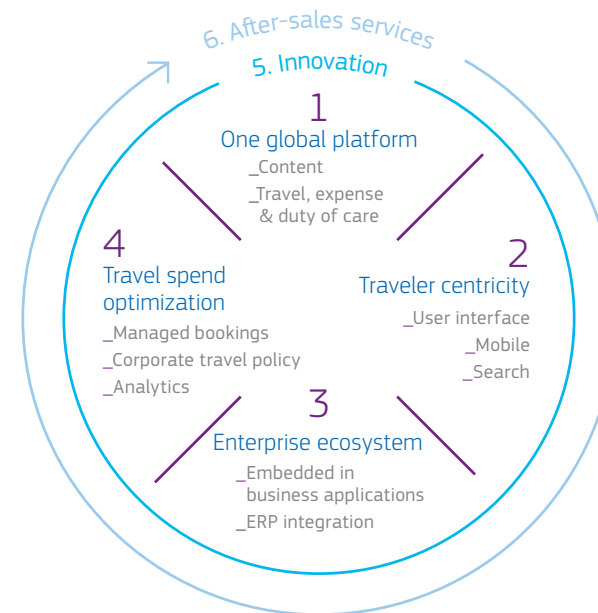 6. After-sales services
5. Innovation
1
One global platform
_Content
_Travel, expense
& duty of care
2
Traveler centricity
_User interface
_Mobile
_Search
3
Enterprise ecosystem
_Embedded in
business applications
_ERP integration
4
Travel spend
optimization
_Managed bookings
_Corporate travel policy
_Analytics